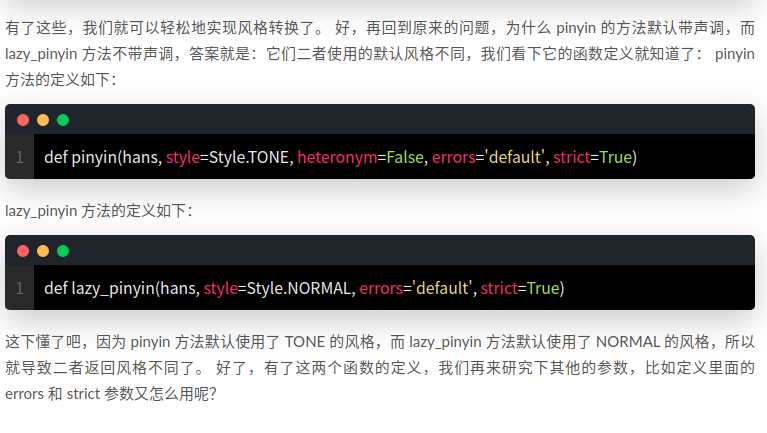 有了这些，我们就可以轻松地实现风格转换了。 好，再回到原来的问题，为什么 pinyin 的方法默认带声调，而
lazy_pinyin 方法不带声调，答案就是：它们二者使用的默认风格不同，我们看下它的函数定义就知道了： pinyin
方法的定义如下：
1 def pinyin(hans, style=Style.TONE, heteronym=False, errors='default', strict=True)
lazy_pinyin 方法的定义如下：
1 def lazy_pinyin(hans, style=Style.NORMAL, errors='default', strict=True)
这下懂了吧，因为 pinyin 方法默认使用了 TONE 的风格，而 lazy_pinyin 方法默认使用了 NORMAL 的风格，所以
就导致二者返回风格不同了。 好了，有了这两个函数的定义，我们再来研究下其他的参数，比如定义里面的
errors 和 strict 参数又怎么用呢？